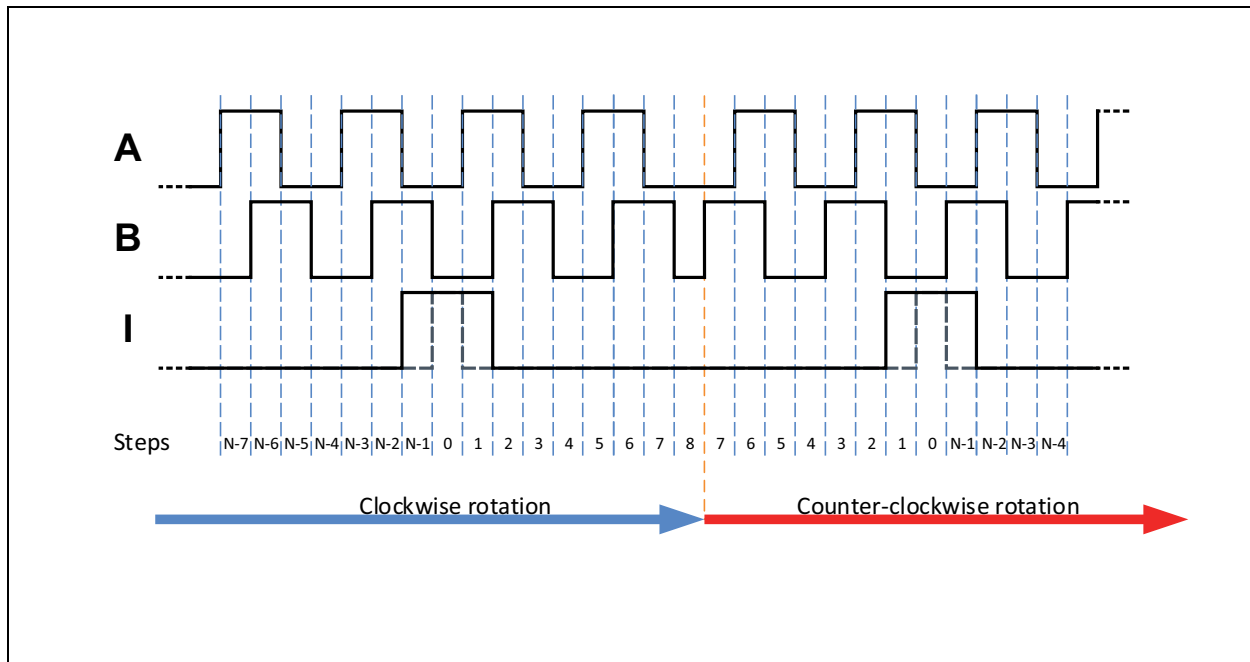 A
B
I
Steps N-7 N-6 N-5 N-4 N-3 N-2 N-1 0 1 2 3 4 5 6 7 8 7 6 5 4 3 2 1 0 N-1 N-2 N-3 N-4
Clockwise rotation Counter-clockwise rotation